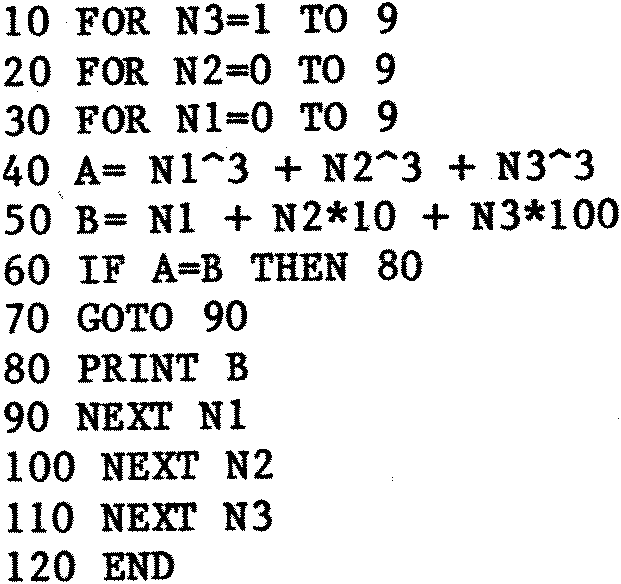 10 FOR N3=1 TO 9
20 FOR N2=0 TO 9
30 FOR N1=0 TO 9
40 A= N1^3 + N2^3 + N3^3
50 B= N1 + N2*10 + N3*100
60 IF A=B THEN 80
70 GOTO 90
80 PRINT B
90 NEXT N1
100 NEXT N2
110 NEXT N3
120 END